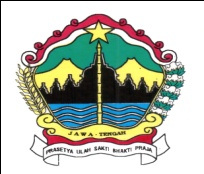 JAWA - TENGAH
PRASETYA ULAH SAKTI BHAKTI PRAJA